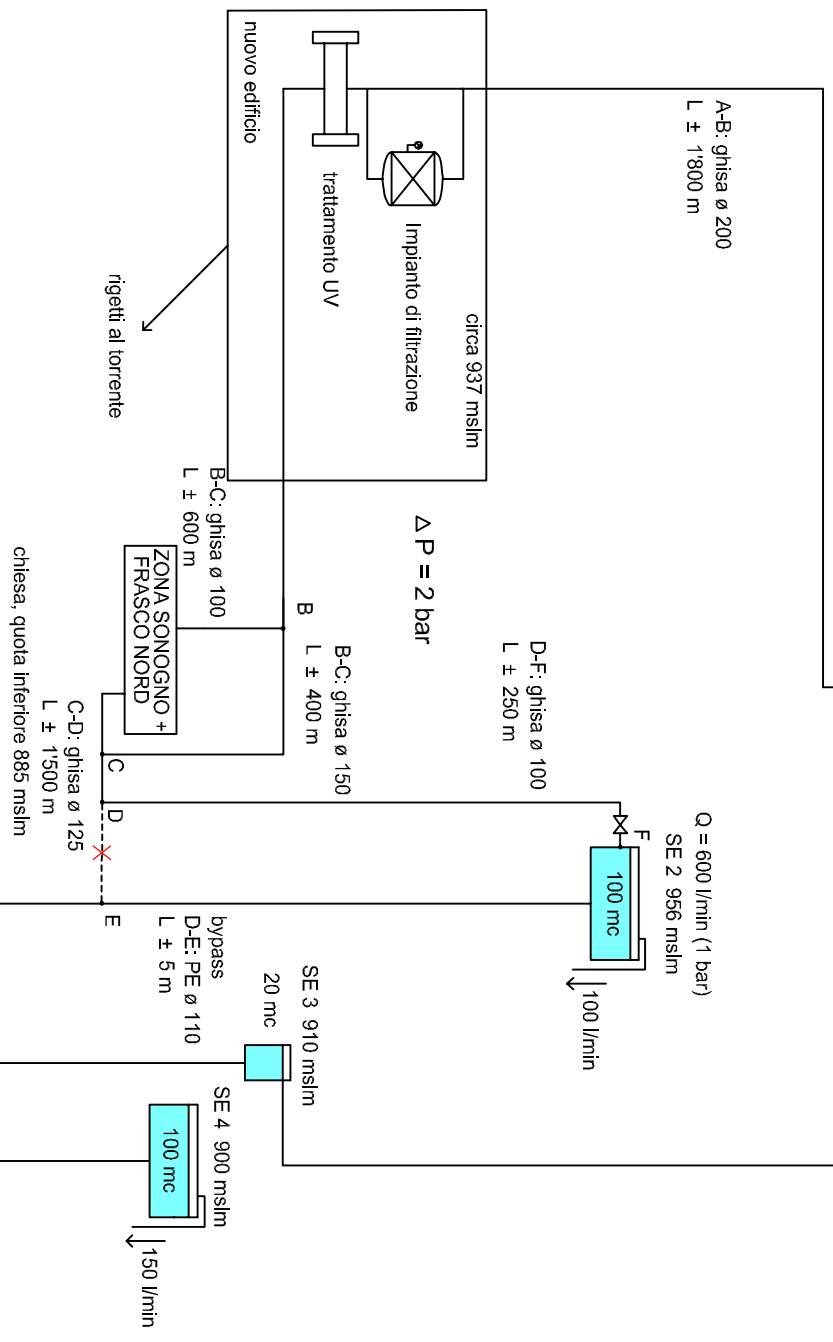 A-B: ghisa ø 200
L ± 1'800 m
nuovo edificio
trattamento UV
Impianto di filtrazione
circa 937 mslm
rigetti al torrente
Δ P = 2 bar
B-C: ghisa ø 100
L ± 600 m
B
ZONA SONOGNO +
FRASCO NORD
B-C: ghisa ø 150
L ± 400 m
D-F: ghisa ø 100
L ± 250 m
C
D
C-D: ghisa ø 125
L ± 1'500 m
chiesa, quota inferiore 885 mslm
Q = 600 l/min (1 bar)
SE 2 956 mslm
F
100 mc
100 l/min
E
bypass
D-E: PE ø 110
L ± 5 m
SE 3 910 mslm
20 mc
SE 4 900 mslm
100 mc
150 l/min